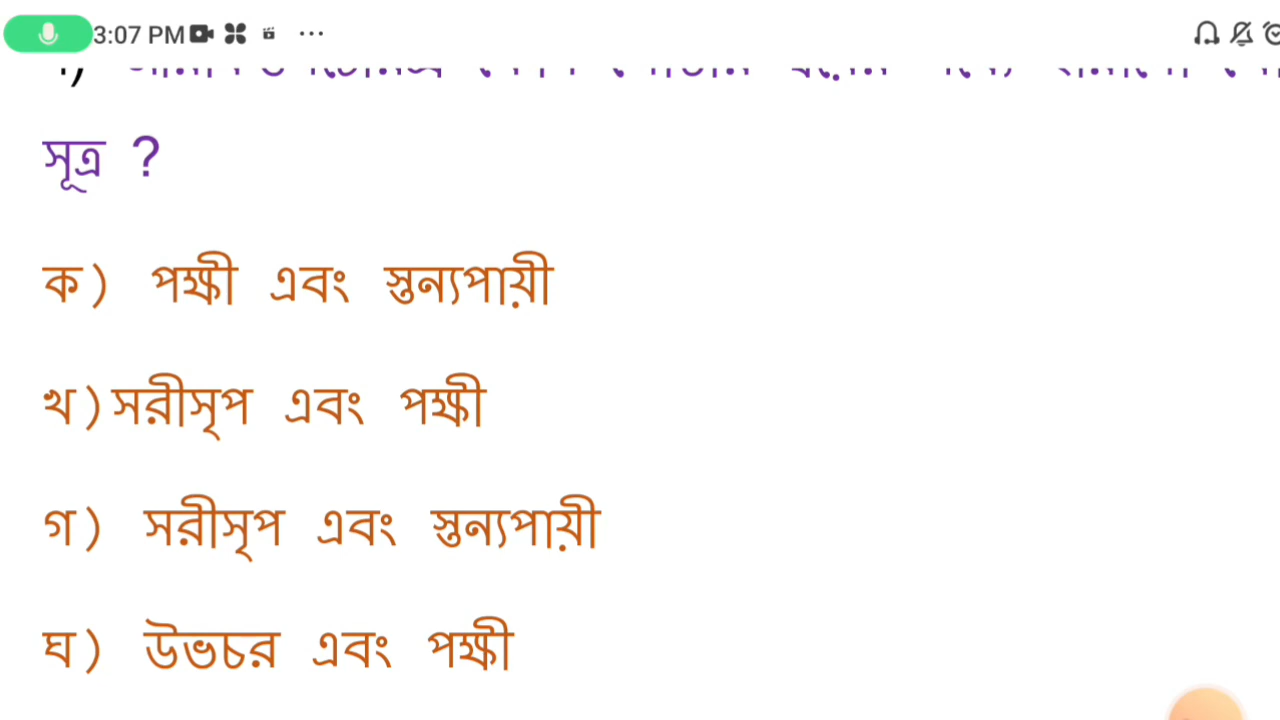 3:07 PM ...
সূত্র ?
ক) পক্ষী এবং স্তন্যপায়ী
খ)সরীসৃপ এবং পক্ষী
গ) সরীসৃপ এবং স্তন্যপায়ী
ঘ) উভচর এবং পক্ষী